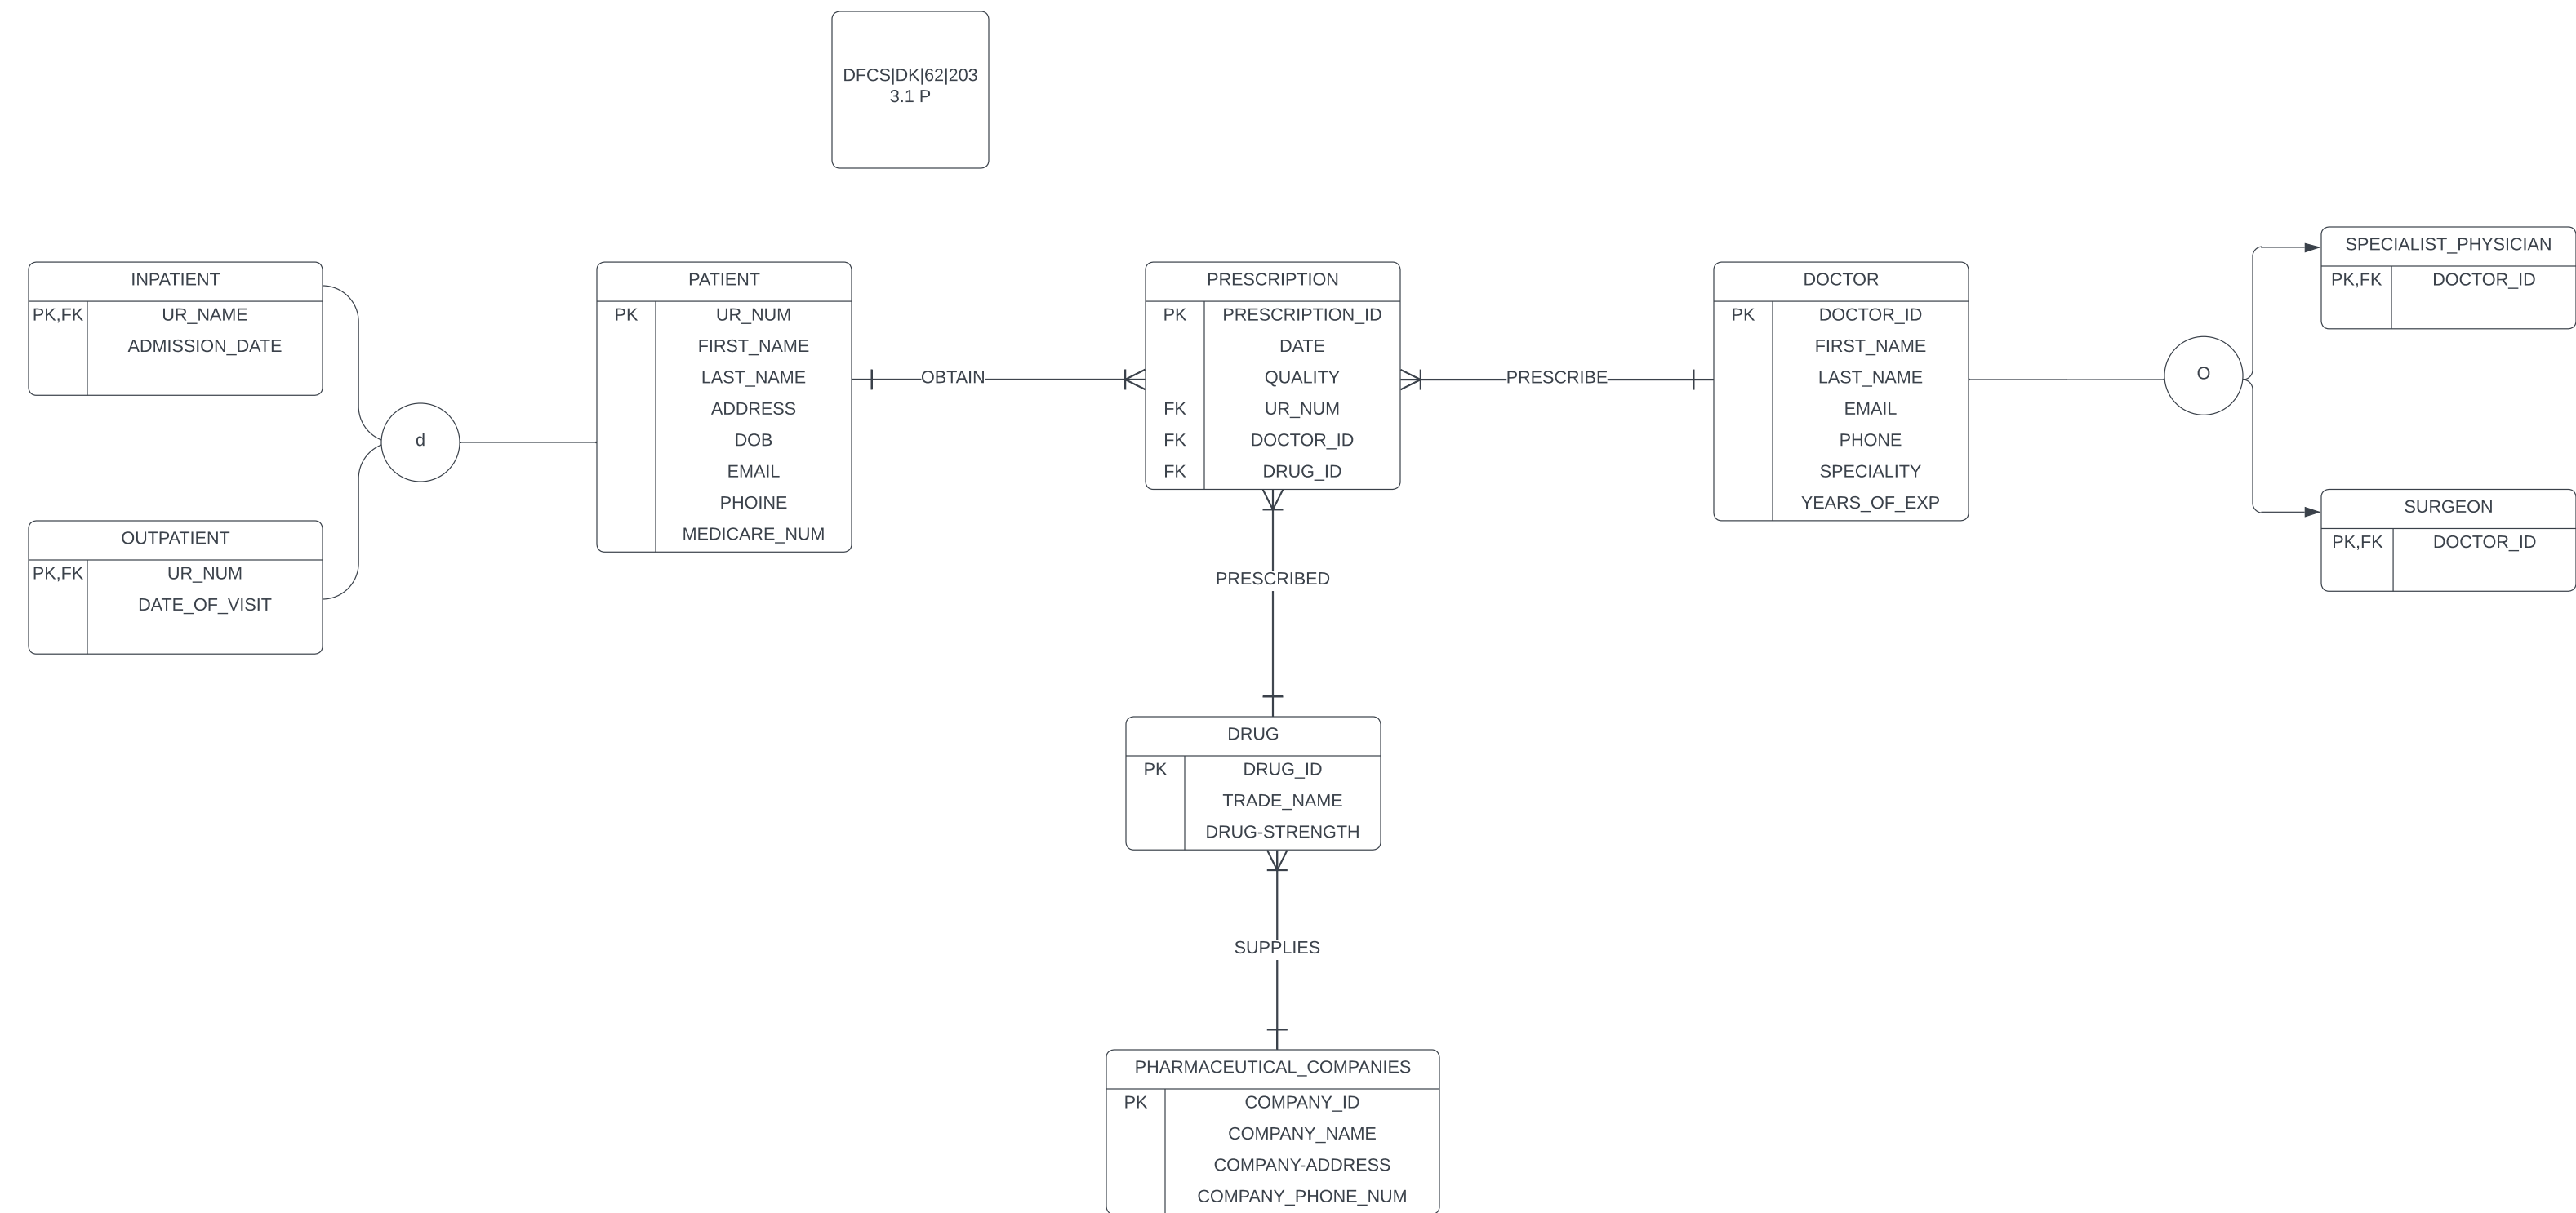 DFCS|DK|62|203
3.1 P
INPATIENT
PK,FK UR_NAME
ADMISSION_DATE
OUTPATIENT
PK,FK UR_NUM
DATE_OF_VISIT
d
PATIENT
PK UR_NUM
FIRST_NAME
LAST_NAME
ADDRESS
DOB
EMAIL
PHOINE
MEDICARE_NUM
OBTAIN
PRESCRIPTION
PK PRESCRIPTION_ID
DATE
QUALITY
FK UR_NUM
FK DOCTOR_ID
FK DRUG_ID
PRESCRIBE
DOCTOR
PK DOCTOR_ID
FIRST_NAME
LAST_NAME
EMAIL
PHONE
SPECIALITY
YEARS_OF_EXP
O
SPECIALIST_PHYSICIAN
PK,FK DOCTOR_ID
SURGEON
PK,FK DOCTOR_ID
PRESCRIBED
DRUG
PK DRUG_ID
TRADE_NAME
DRUG-STRENGTH
SUPPLIES
PHARMACEUTICAL_COMPANIES
PK COMPANY_ID
COMPANY_NAME
COMPANY-ADDRESS
COMPANY_PHONE_NUM